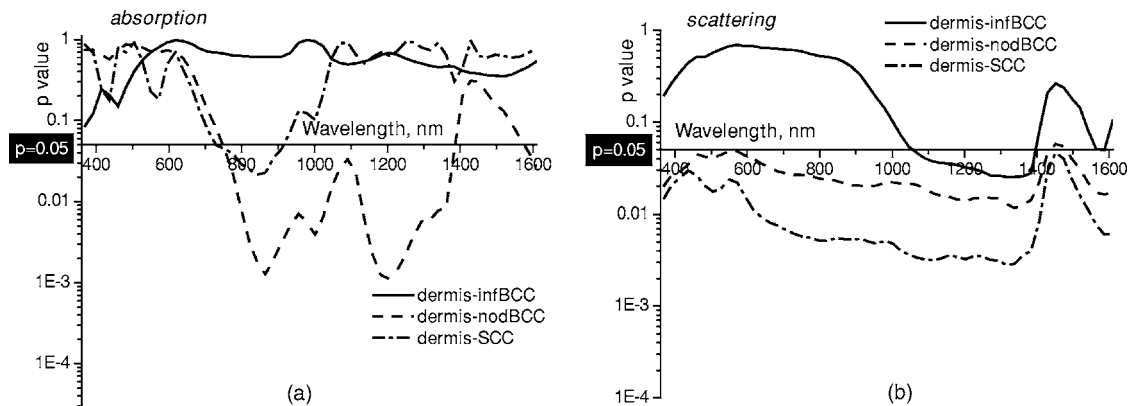 absorption
p value
1
0.1
p=0.05
0.01
1E-3
1E-4
Wavelength, nm
400 600 800 1000 1200 1400 1600
dermis-infBCC
dermis-nodBCC
dermis-SCC
(a)
scattering
dermis-infBCC
dermis-nodBCC
dermis-SCC
p value
1
0.1
p=0.05
0.01
1E-3
1E-4
Wavelength, nm
400 600 800 1000 1200 1400 1600
(b)